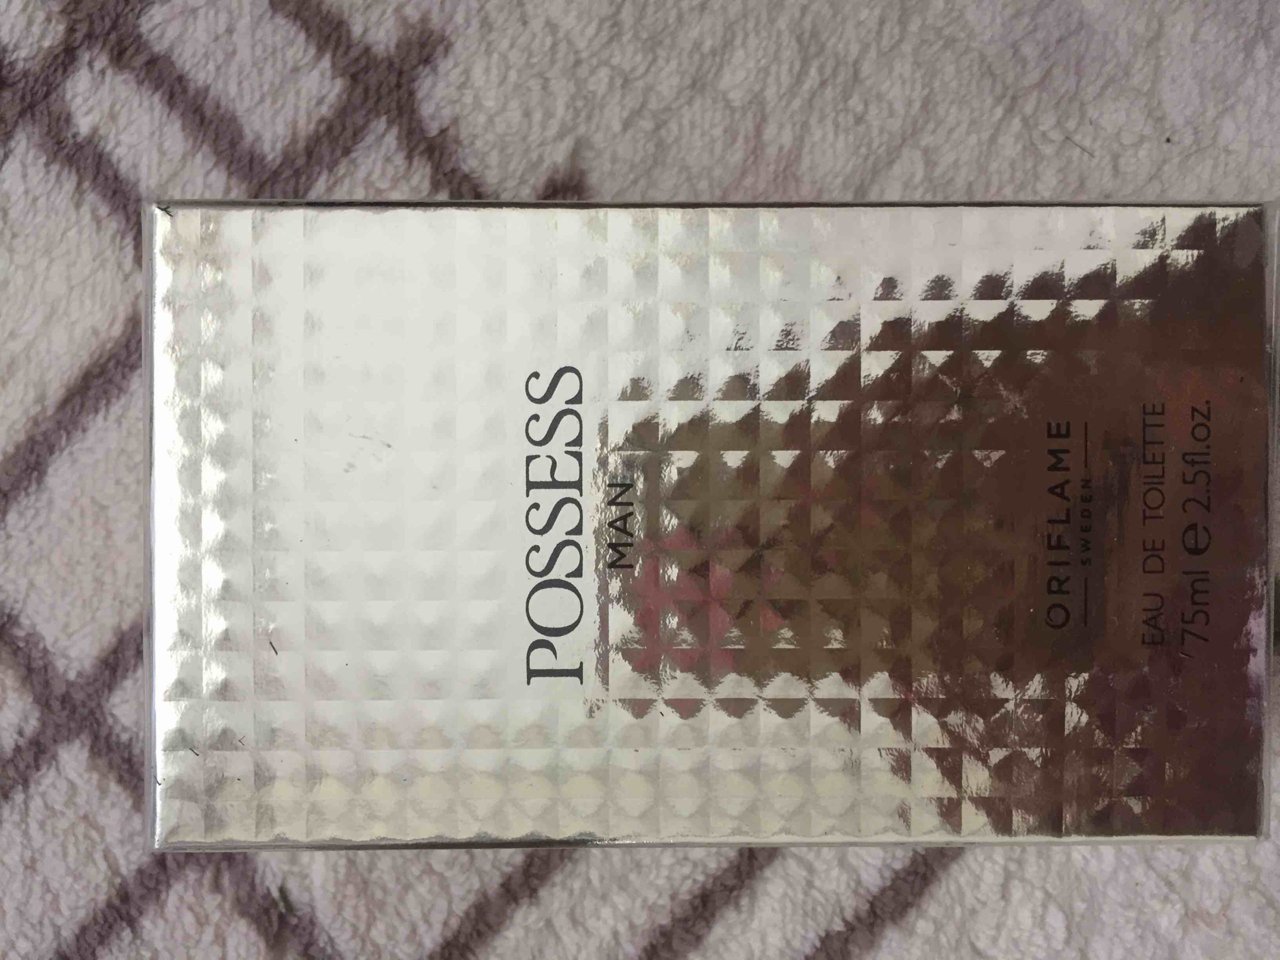 POSSESS
MAN
ORIFLAME
SWEDEN
EAU DE TOILETTE
75ml e 2.5fl.oz.